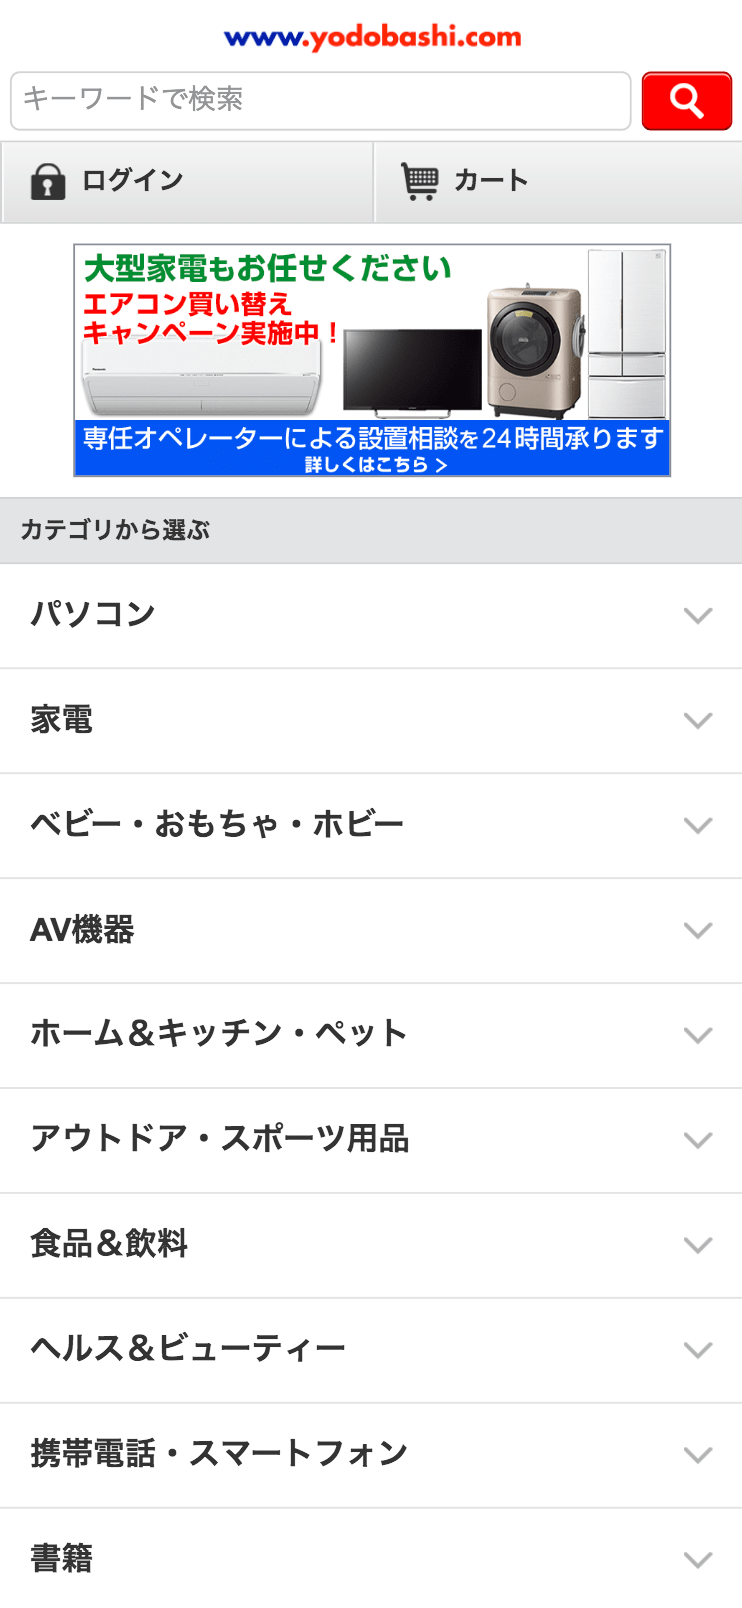 www.yodobashi.com
キーワードで検索
ログイン
カート
大型家電もお任せください
エアコン買い替え
キャンペーン実施中！
専任オペレーターによる設置相談を24時間承ります
詳しくはこちら >
カテゴリから選ぶ
パソコン
家電
ベビー・おもちゃ・ホビー
AV機器
ホーム＆キッチン・ペット
アウトドア・スポーツ用品
食品＆飲料
ヘルス＆ビューティー
携帯電話・スマートフォン
書籍